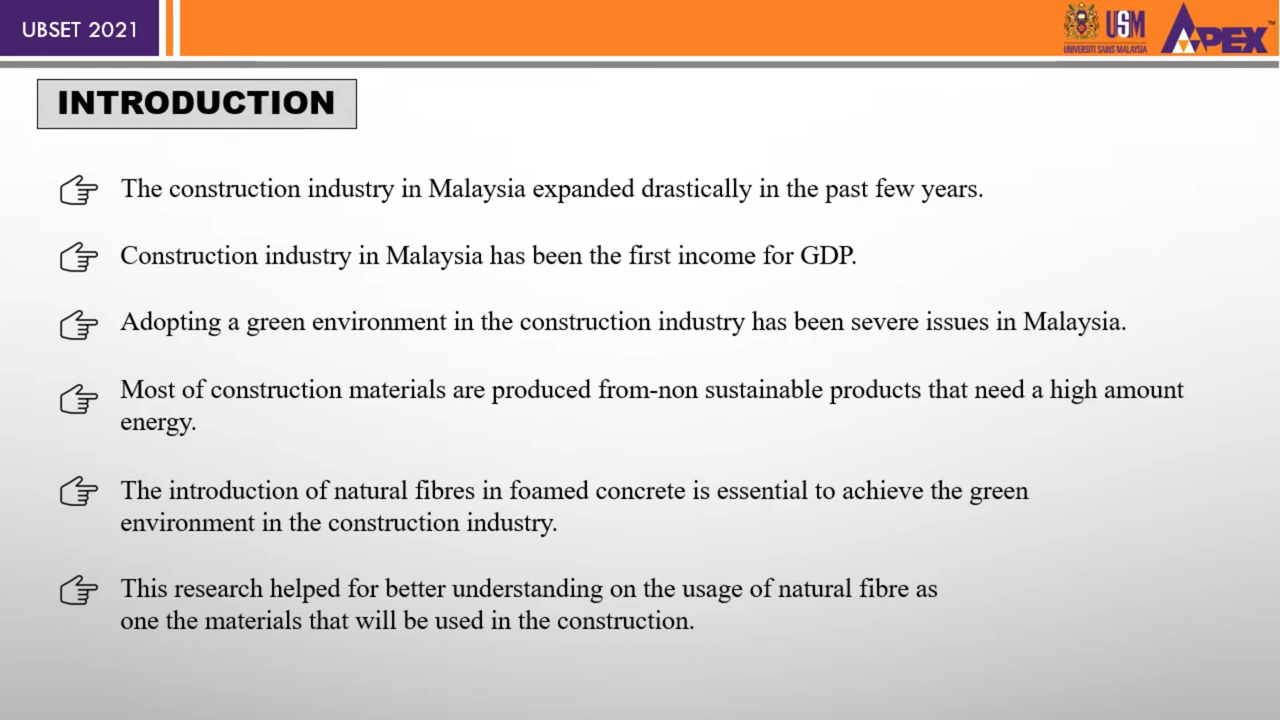 UBSET 2021
USM
UNIVERSITI SAINS MALAYSIA
APEX™
INTRODUCTION
The construction industry in Malaysia expanded drastically in the past few years.
Construction industry in Malaysia has been the first income for GDP.
Adopting a green environment in the construction industry has been severe issues in Malaysia.
Most of construction materials are produced from-non sustainable products that need a high amount
energy.
The introduction of natural fibres in foamed concrete is essential to achieve the green
environment in the construction industry.
This research helped for better understanding on the usage of natural fibre as
one the materials that will be used in the construction.